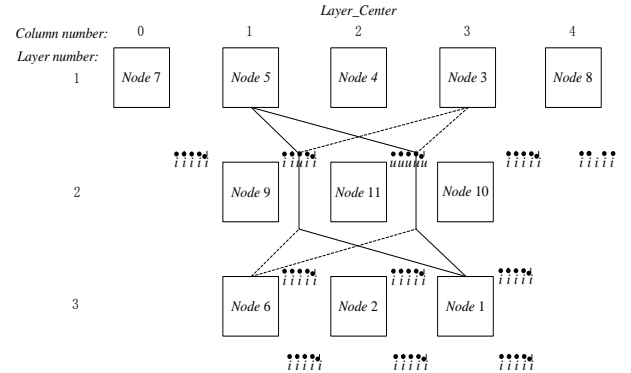 Layer_Center
Column number: 0 1 2 3 4
Layer number:
1 Node 7 Node 5 Node 4 Node 3 Node 8
i i i i i i i u i i u u u u u i i i i i i i i i i
2 Node 9 Node 11 Node 10
i i i i i i i i i i i i i i i
3 Node 6 Node 2 Node 1
i i i i i i i i i i i i i i i